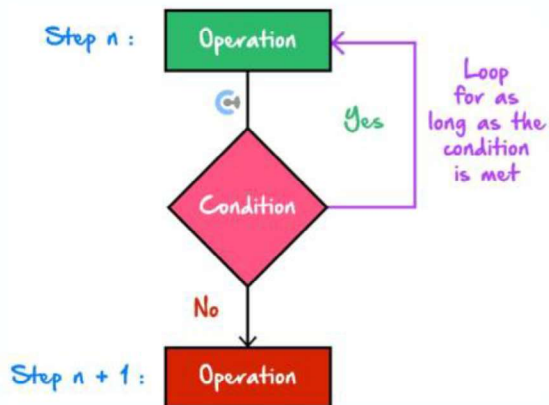 Step n :
Operation
Yes
Loop
for as
long as the
condition
is met
Condition
No
Step n + 1 :
Operation